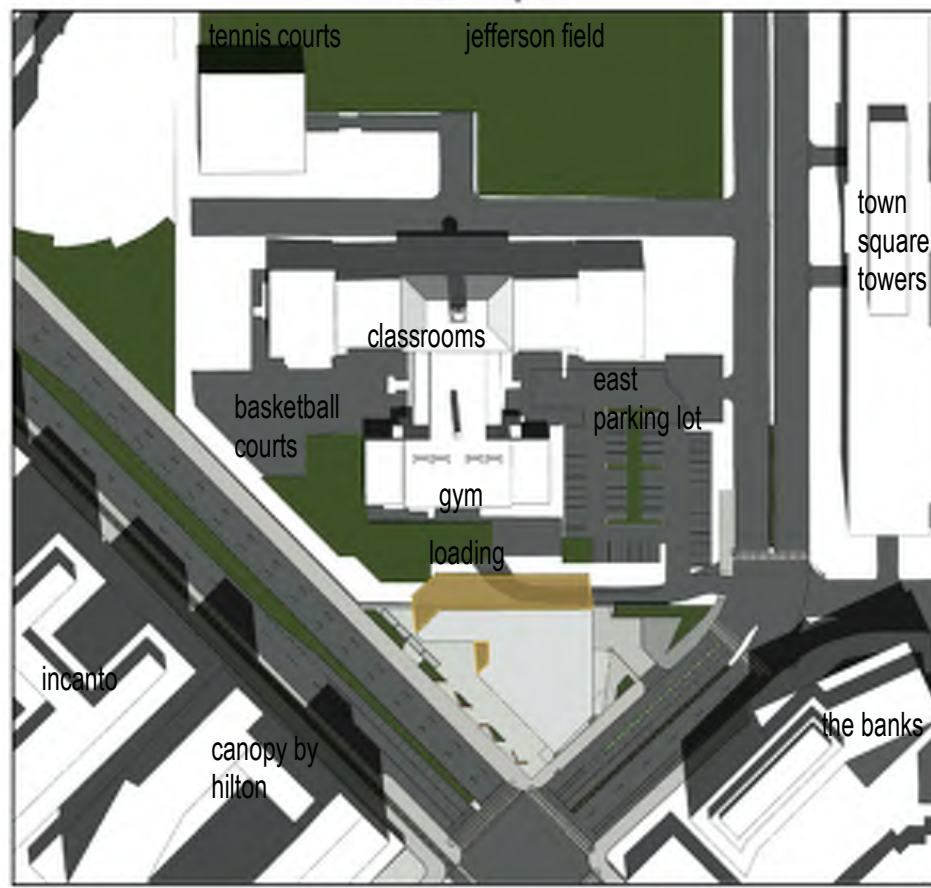 tennis courts
jefferson field
town
square
towers
classrooms
east
parking lot
basketball
courts
gym
loading
incanto
canopy by
hilton
the banks